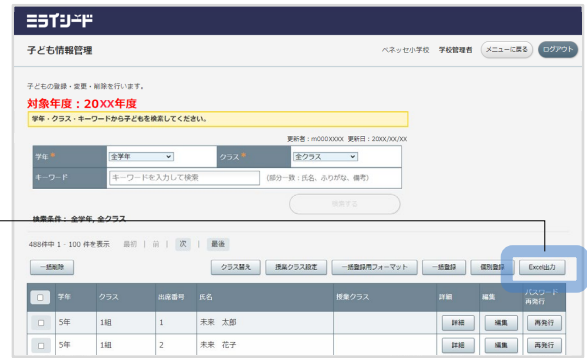 ミライシード
子ども情報管理 ベネッセ小学校 学校管理者 メニューに戻る ログアウト
子どもの登録・変更・削除を行います。
対象年度：20XX年度
学年・クラス・キーワードから子どもを検索してください。
更新者：m000XXXX 更新日：20XX/XX/XX
学年 * 全学年 クラス * 全クラス
キーワード キーワードを入力して検索 (部分一致：氏名、ふりがな、備考)
検索する
検索条件： 全学年, 全クラス
488件中 1 - 100 件を表示 最初 | 前 | 次 | 最後
一括削除 クラス替え 授業クラス設定 一括登録用フォーマット 一括登録 個別登録 Excel出力
学年 クラス 出席番号 氏名 授業クラス 詳細 編集 パスワード
再発行
5年 1組 1 未来 太郎 詳細 編集 再発行
5年 1組 2 未来 花子 詳細 編集 再発行